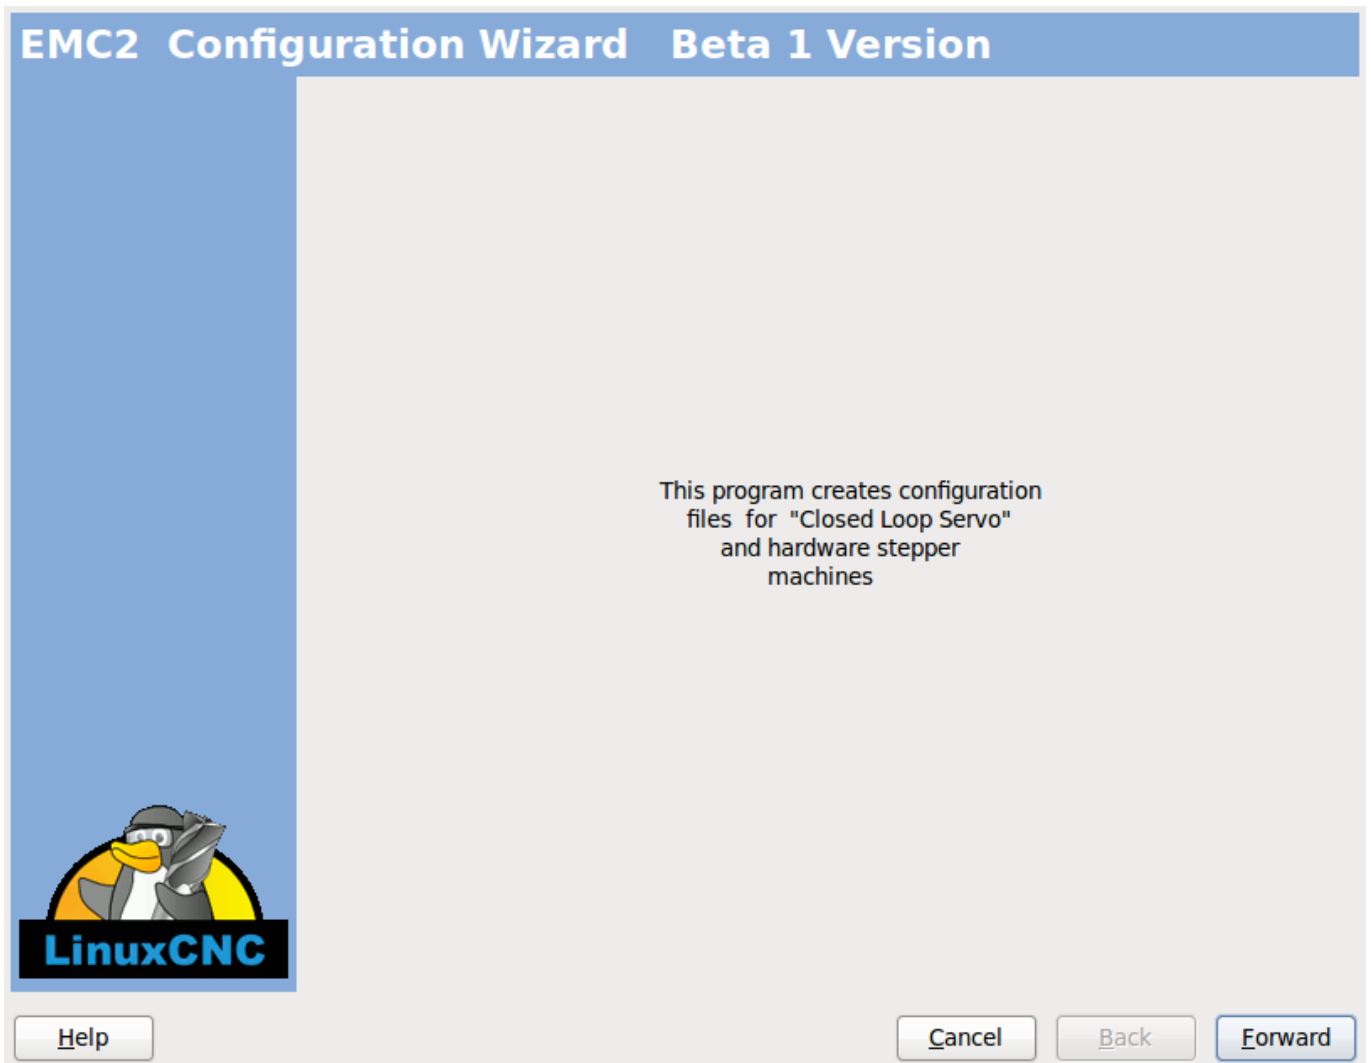 EMC2  Configuration Wizard   Beta 1 Version
This program creates configuration
files  for  "Closed Loop Servo"
and hardware stepper
machines
LinuxCNC
Help
Cancel
Back
Forward